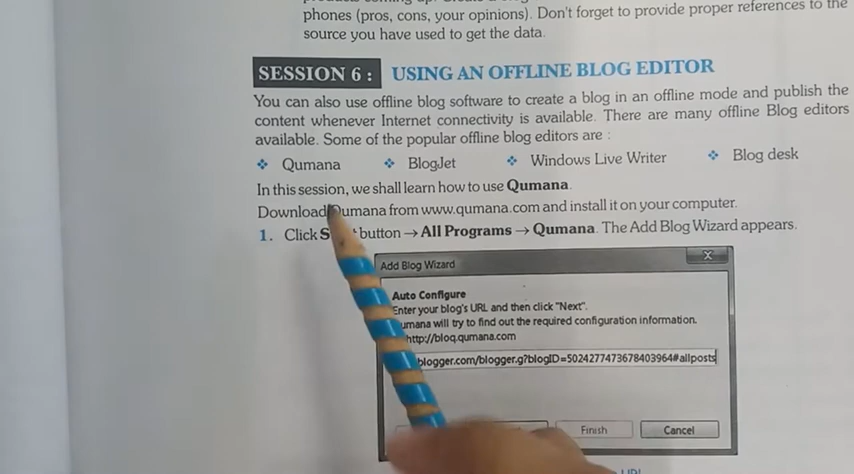 phones (pros, cons, your opinions). Don't forget to provide proper references to the
source you have used to get the data.
SESSION 6 : USING AN OFFLINE BLOG EDITOR
You can also use offline blog software to create a blog in an offline mode and publish the
content whenever Internet connectivity is available. There are many offline Blog editors
available. Some of the popular offline blog editors are :
❖ Qumana ❖ BlogJet ❖ Windows Live Writer ❖ Blog desk
In this session, we shall learn how to use Qumana.
Download Qumana from www.qumana.com and install it on your computer.
1. Click button → All Programs → Qumana. The Add Blog Wizard appears.
Add Blog Wizard X
Auto Configure
Enter your blog's URL and then click "Next".
umana will try to find out the required configuration information.
http://blog.qumana.com
blogger.com/blogger.g?blogID=5024277473678403964#allposts
Finish Cancel